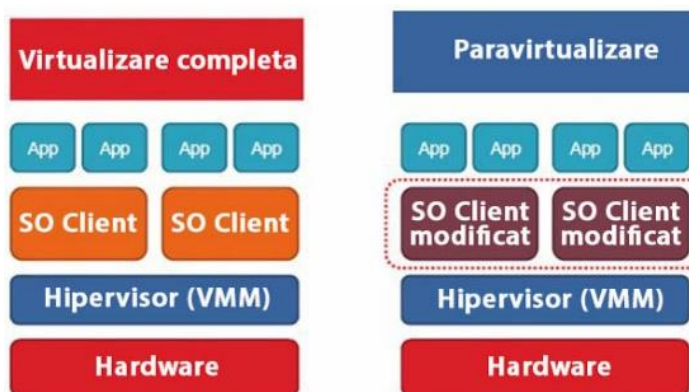 Virtualizare completa
App App App App
SO Client SO Client
Hipervisor (VMM)
Hardware
Paravirtualizare
App App App App
SO Client SO Client
modificat modificat
Hipervisor (VMM)
Hardware